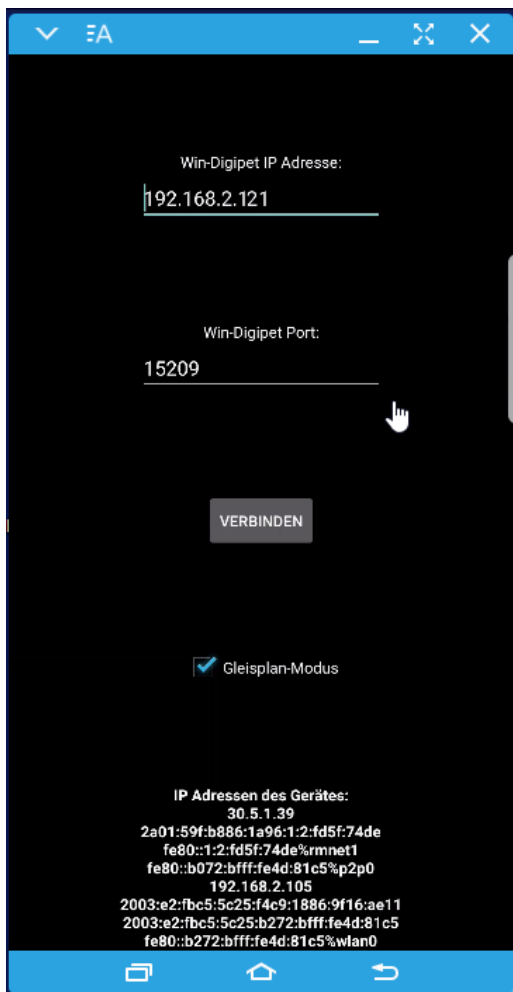 ΞA
Win-Digipet IP Adresse:
192.168.2.121
Win-Digipet Port:
15209
VERBINDEN
Gleisplan-Modus
IP Adressen des Gerätes:
30.5.1.39
2a01:59f:b886:1a96:1:2:fd5f:74de
fe80::1:2:fd5f:74de%rmnet1
fe80::b072:bfff:fe4d:81c5%p2p0
192.168.2.105
2003:e2:fbc5:5c25:f4c9:1886:9f16:ae11
2003:e2:fbc5:5c25:b272:bfff:fe4d:81c5
fe80::b272:bfff:fe4d:81c5%wlan0